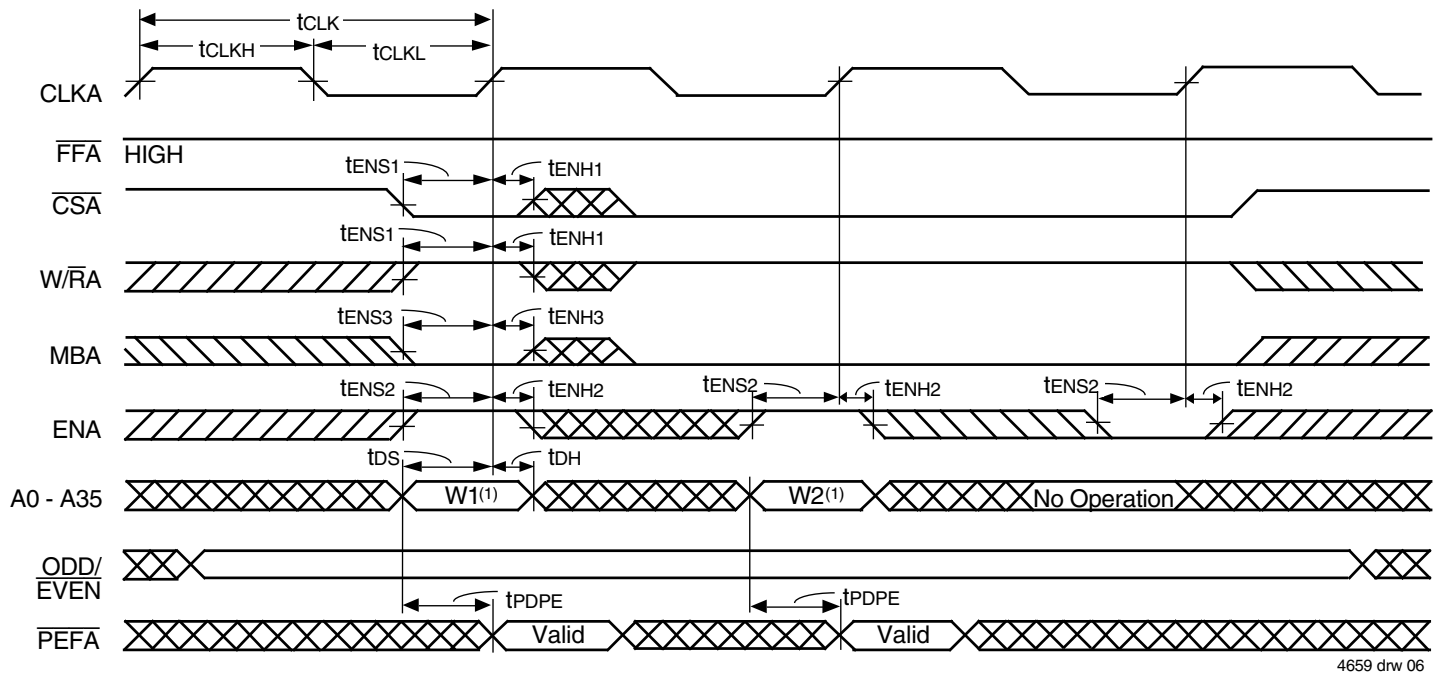 tCLK
tCLKH tCLKL
CLKA
FFA HIGH
tENS1 tENH1
CSA
tENS1 tENH1
W/RA
tENS3 tENH3
MBA
tENS2 tENH2 tENS2 tENH2 tENS2 tENH2
ENA
tDS tDH
A0 - A35 W1(1) W2(1) No Operation
ODD/
EVEN
tPDPE tPDPE
PEFA Valid Valid
4659 drw 06